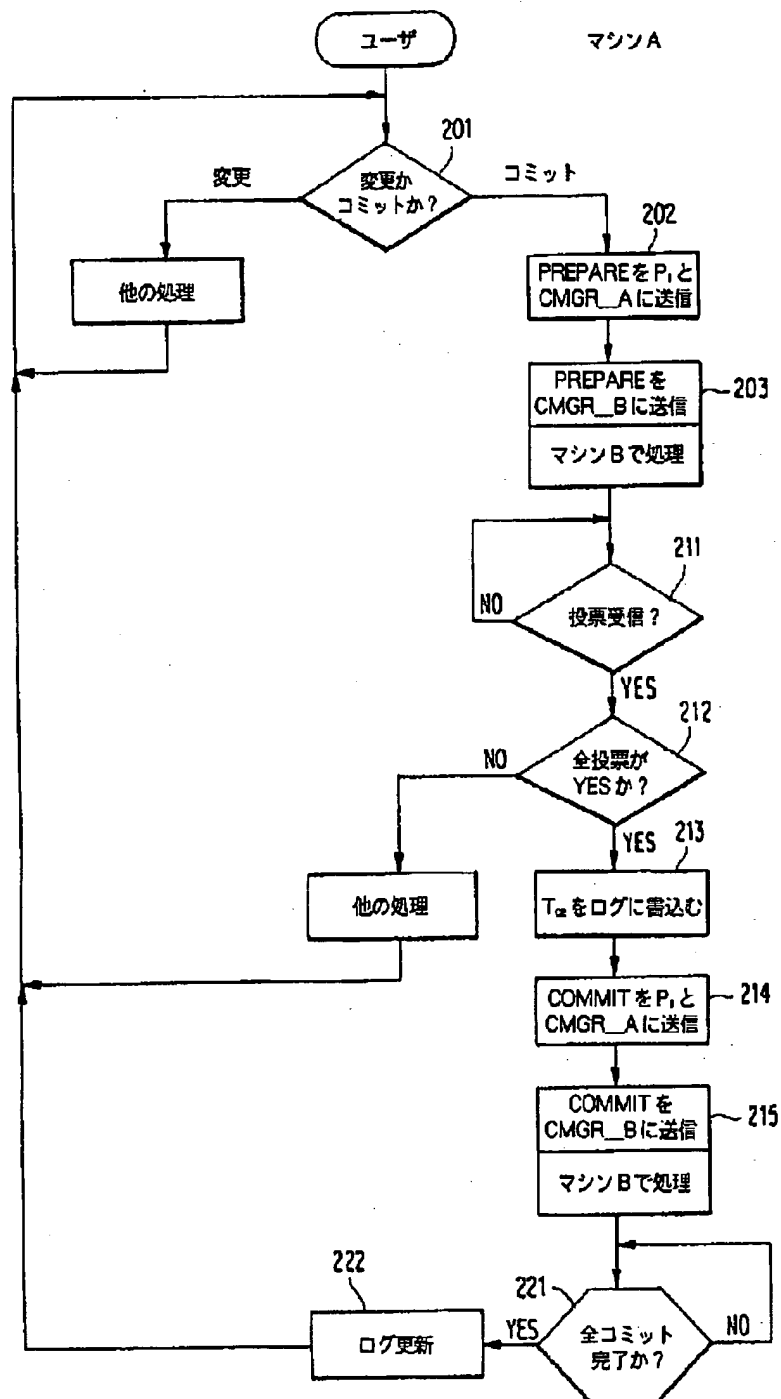 ユーザ
マシンA
201
変更か
コミットか？
変更
コミット
他の処理
202
PREPAREをP₁と
CMGR__Aに送信
PREPAREを
CMGR__Bに送信
203
マシンBで処理
211
投票受信？
NO
YES
212
全投票が
YESか？
NO
YES
213
他の処理
をログに書込む
COMMITをP₁と
CMGR__Aに送信
214
COMMITを
CMGR__Bに送信
215
マシンBで処理
222
ログ更新
221
YES
全コミット
完了か？
NO